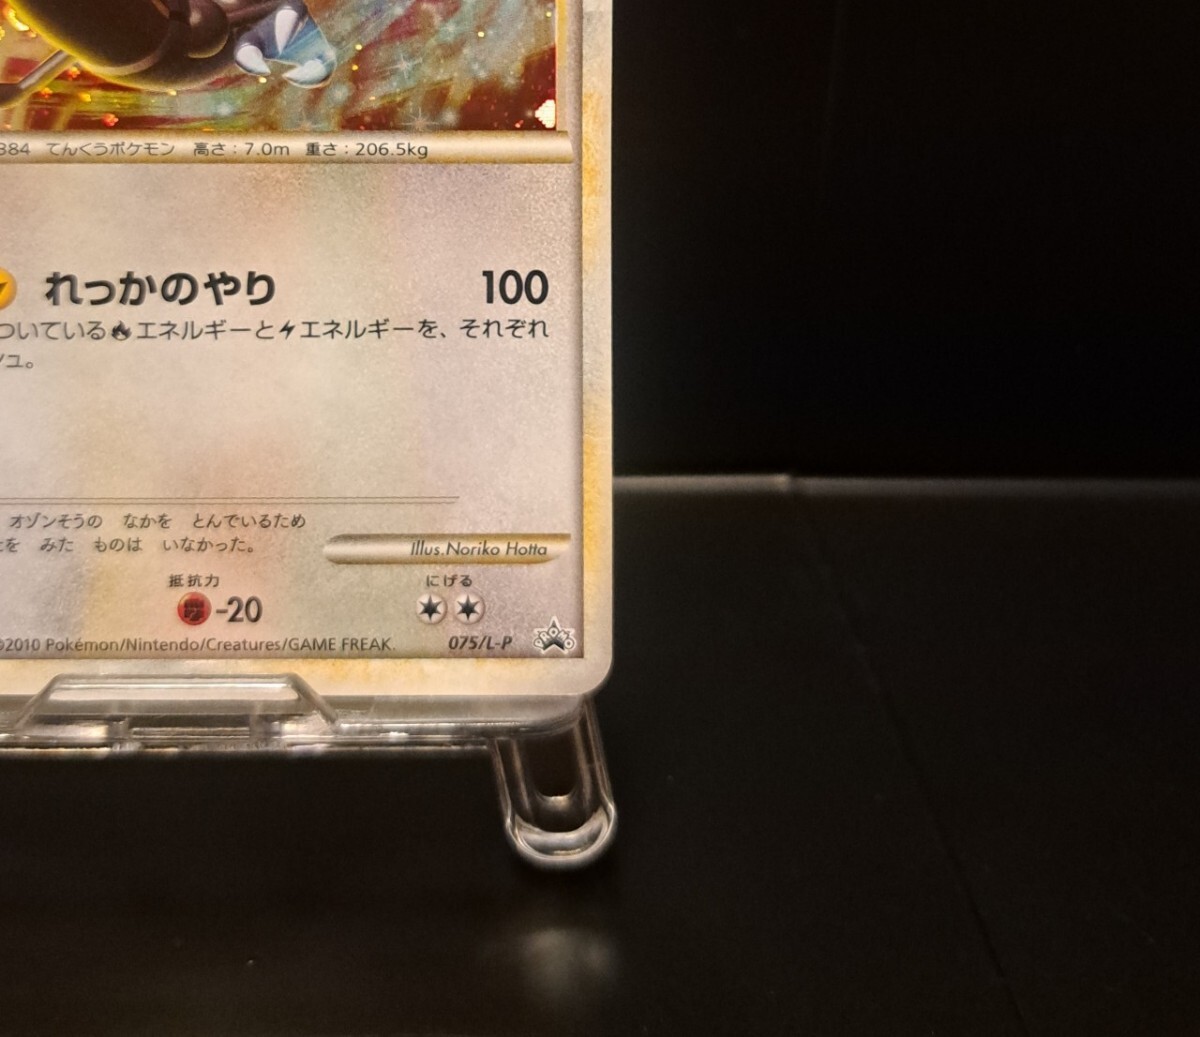 384 てんくうポケモン 高さ：7.0m 重さ：206.5kg
れっかのやり 100
ついているエネルギーとエネルギーを、それぞれ
ュ。
オゾンそうの なかを とんでいるため
を みた ものは いなかった。
Illus.Noriko Hotta
抵抗力 にげる
-20
©2010 Pokémon/Nintendo/Creatures/GAME FREAK. 075/L-P PROMO